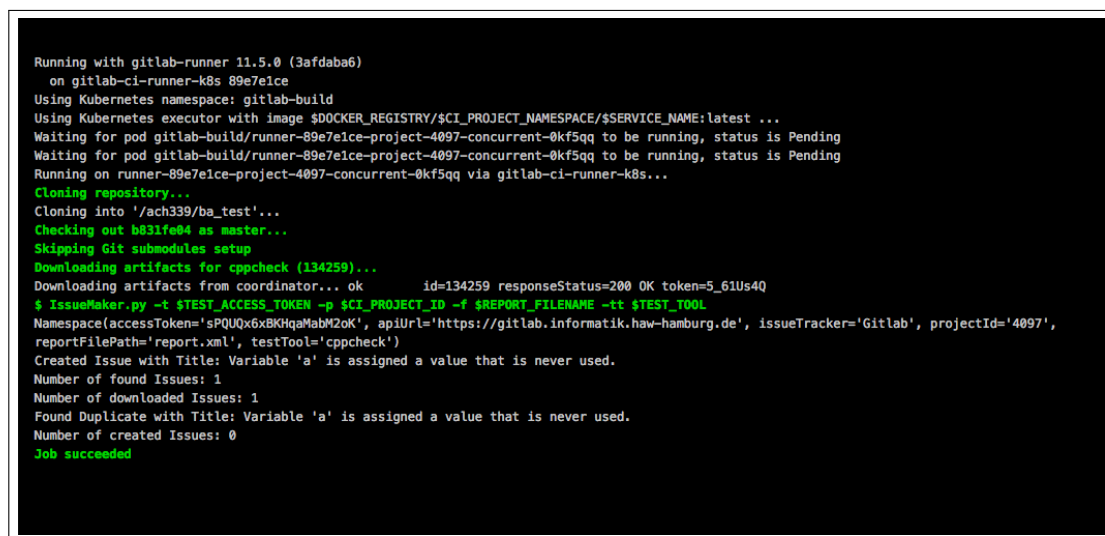 Running with gitlab-runner 11.5.0 (3afdaba6)
on gitlab-ci-runner-k8s 89e7e1ce
Using Kubernetes namespace: gitlab-build
Using Kubernetes executor with image $DOCKER_REGISTRY/$CI_PROJECT_NAMESPACE/$SERVICE_NAME:latest ...
Waiting for pod gitlab-build/runner-89e7e1ce-project-4097-concurrent-0kf5qq to be running, status is Pending
Waiting for pod gitlab-build/runner-89e7e1ce-project-4097-concurrent-0kf5qq to be running, status is Pending
Running on runner-89e7e1ce-project-4097-concurrent-0kf5qq via gitlab-ci-runner-k8s...
Cloning repository...
Cloning into '/ach339/ba_test'...
Checking out b831fe04 as master...
Skipping Git submodules setup
Downloading artifacts for cppcheck (134259)...
Downloading artifacts from coordinator... ok        id=134259 responseStatus=200 OK token=5_61Us4Q
$ IssueMaker.py -t $TEST_ACCESS_TOKEN -p $CI_PROJECT_ID -f $REPORT_FILENAME -tt $TEST_TOOL
Namespace(accessToken='sPQUQx6xBKHqaMabM2oK', apiUrl='https://gitlab.informatik.haw-hamburg.de', issueTracker='Gitlab', projectId='4097',
reportFilePath='report.xml', testTool='cppcheck')
Created Issue with Title: Variable 'a' is assigned a value that is never used.
Number of found Issues: 1
Number of downloaded Issues: 1
Found Duplicate with Title: Variable 'a' is assigned a value that is never used.
Number of created Issues: 0
Job succeeded